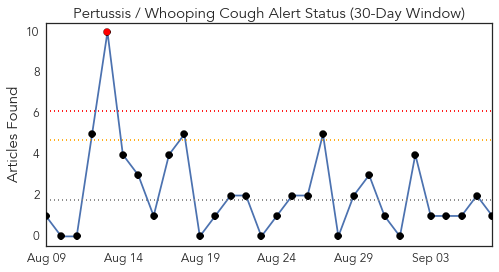 Pertussis / Whooping Cough Alert Status (30-Day Window)
Articles Found
10
8
6
4
2
0
Aug 09 Aug 14 Aug 19 Aug 24 Aug 29 Sep 03